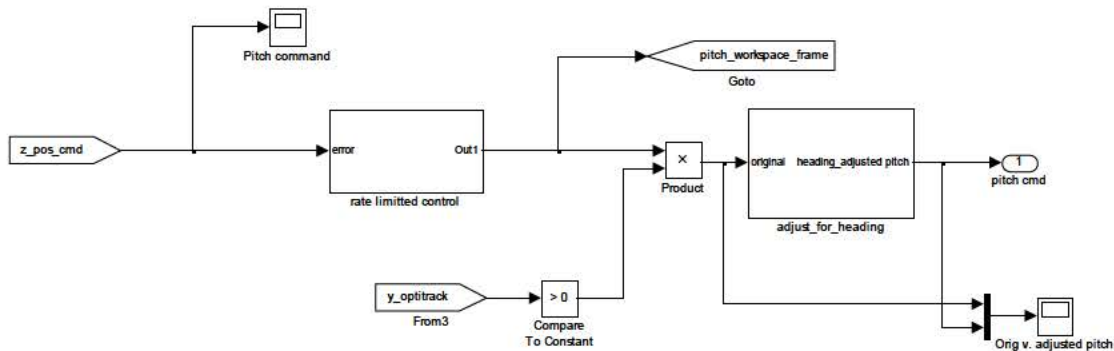 Pitch command
pitch_workspace_frame
Goto
z_pos_cmd
error
Out1
rate limitted control
×
Product
original
heading_adjusted pitch
adjust_for_heading
1
pitch cmd
y_optitrack
From3
> 0
Compare
To Constant
Orig v. adjusted pitch